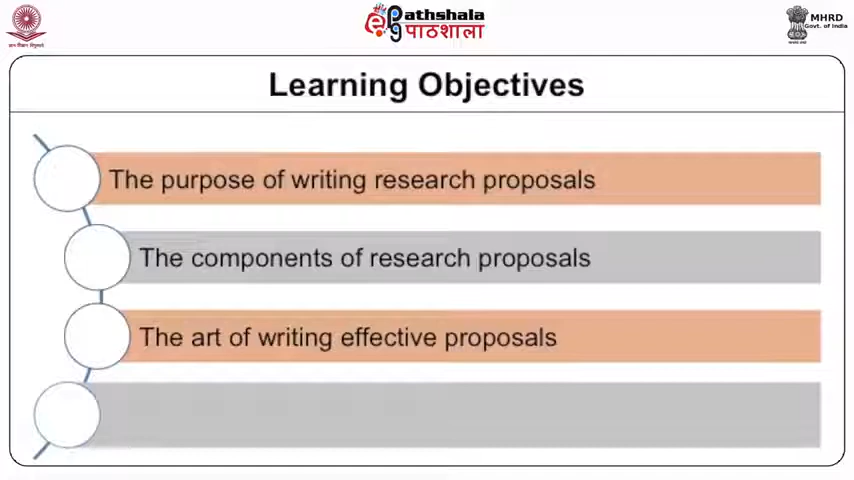 ePathshala
पाठशाला
MHRD
Govt. of India
Learning Objectives
The purpose of writing research proposals
The components of research proposals
The art of writing effective proposals